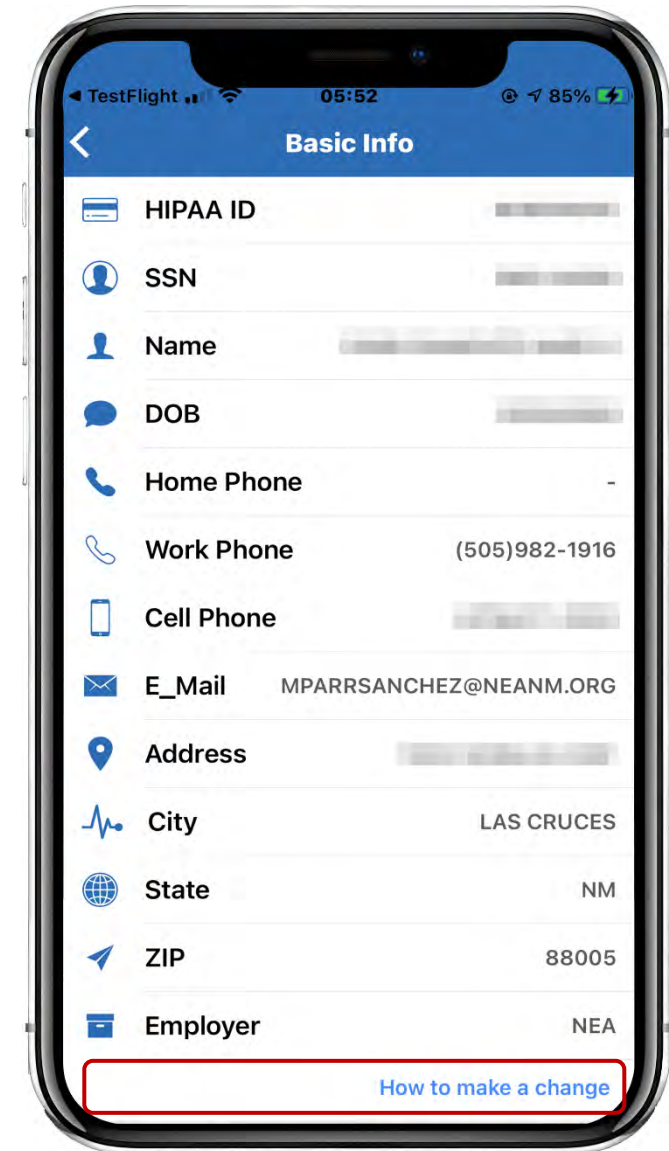 ◀ TestFlight 05:52 85%
Basic Info
HIPAA ID
SSN
Name
DOB
Home Phone -
Work Phone (505)982-1916
Cell Phone
E_Mail MPARRSANCHEZ@NEANM.ORG
Address
City LAS CRUCES
State NM
ZIP 88005
Employer NEA
How to make a change